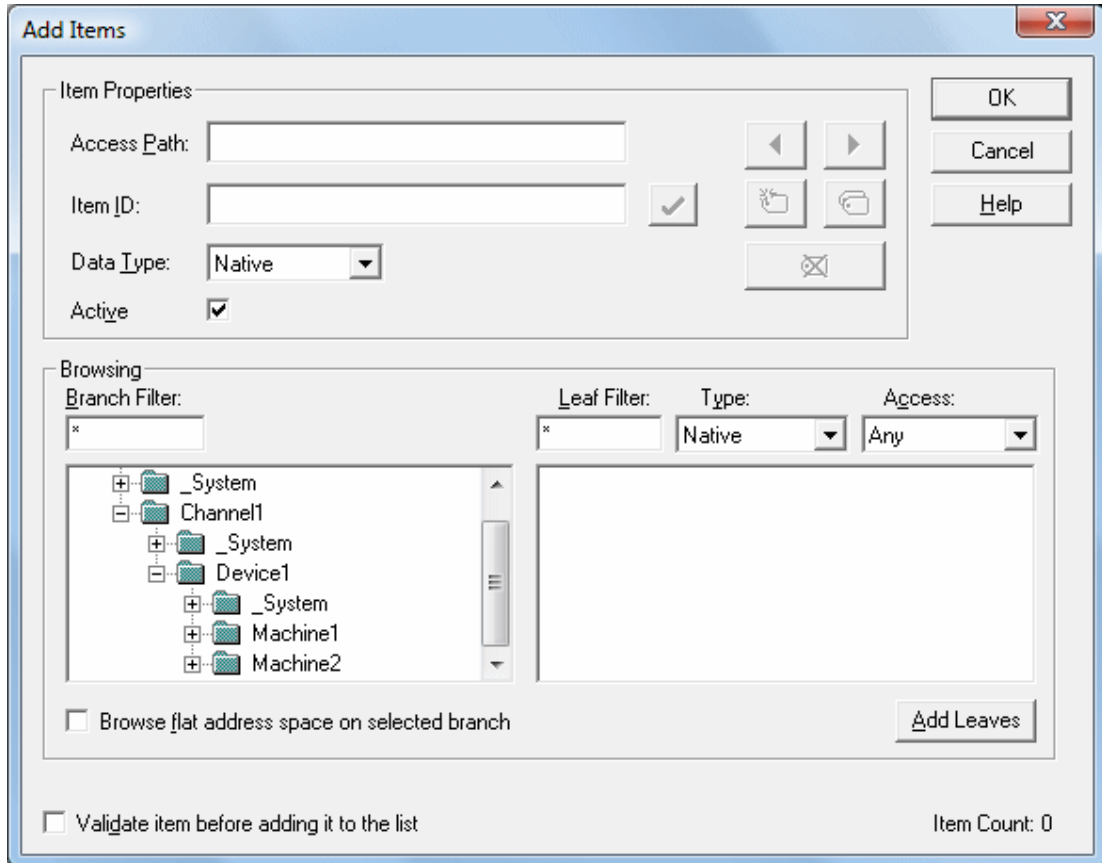 Add Items
Item Properties
Access Path:
OK
Cancel
Item ID:
Help
Data Type: Native
Active
Browsing
Branch Filter: Leaf Filter: Type: Access:
* * Native Any
_System
Channel1
_System
Device1
_System
Machine1
Machine2
Browse flat address space on selected branch Add Leaves
Validate item before adding it to the list Item Count: 0